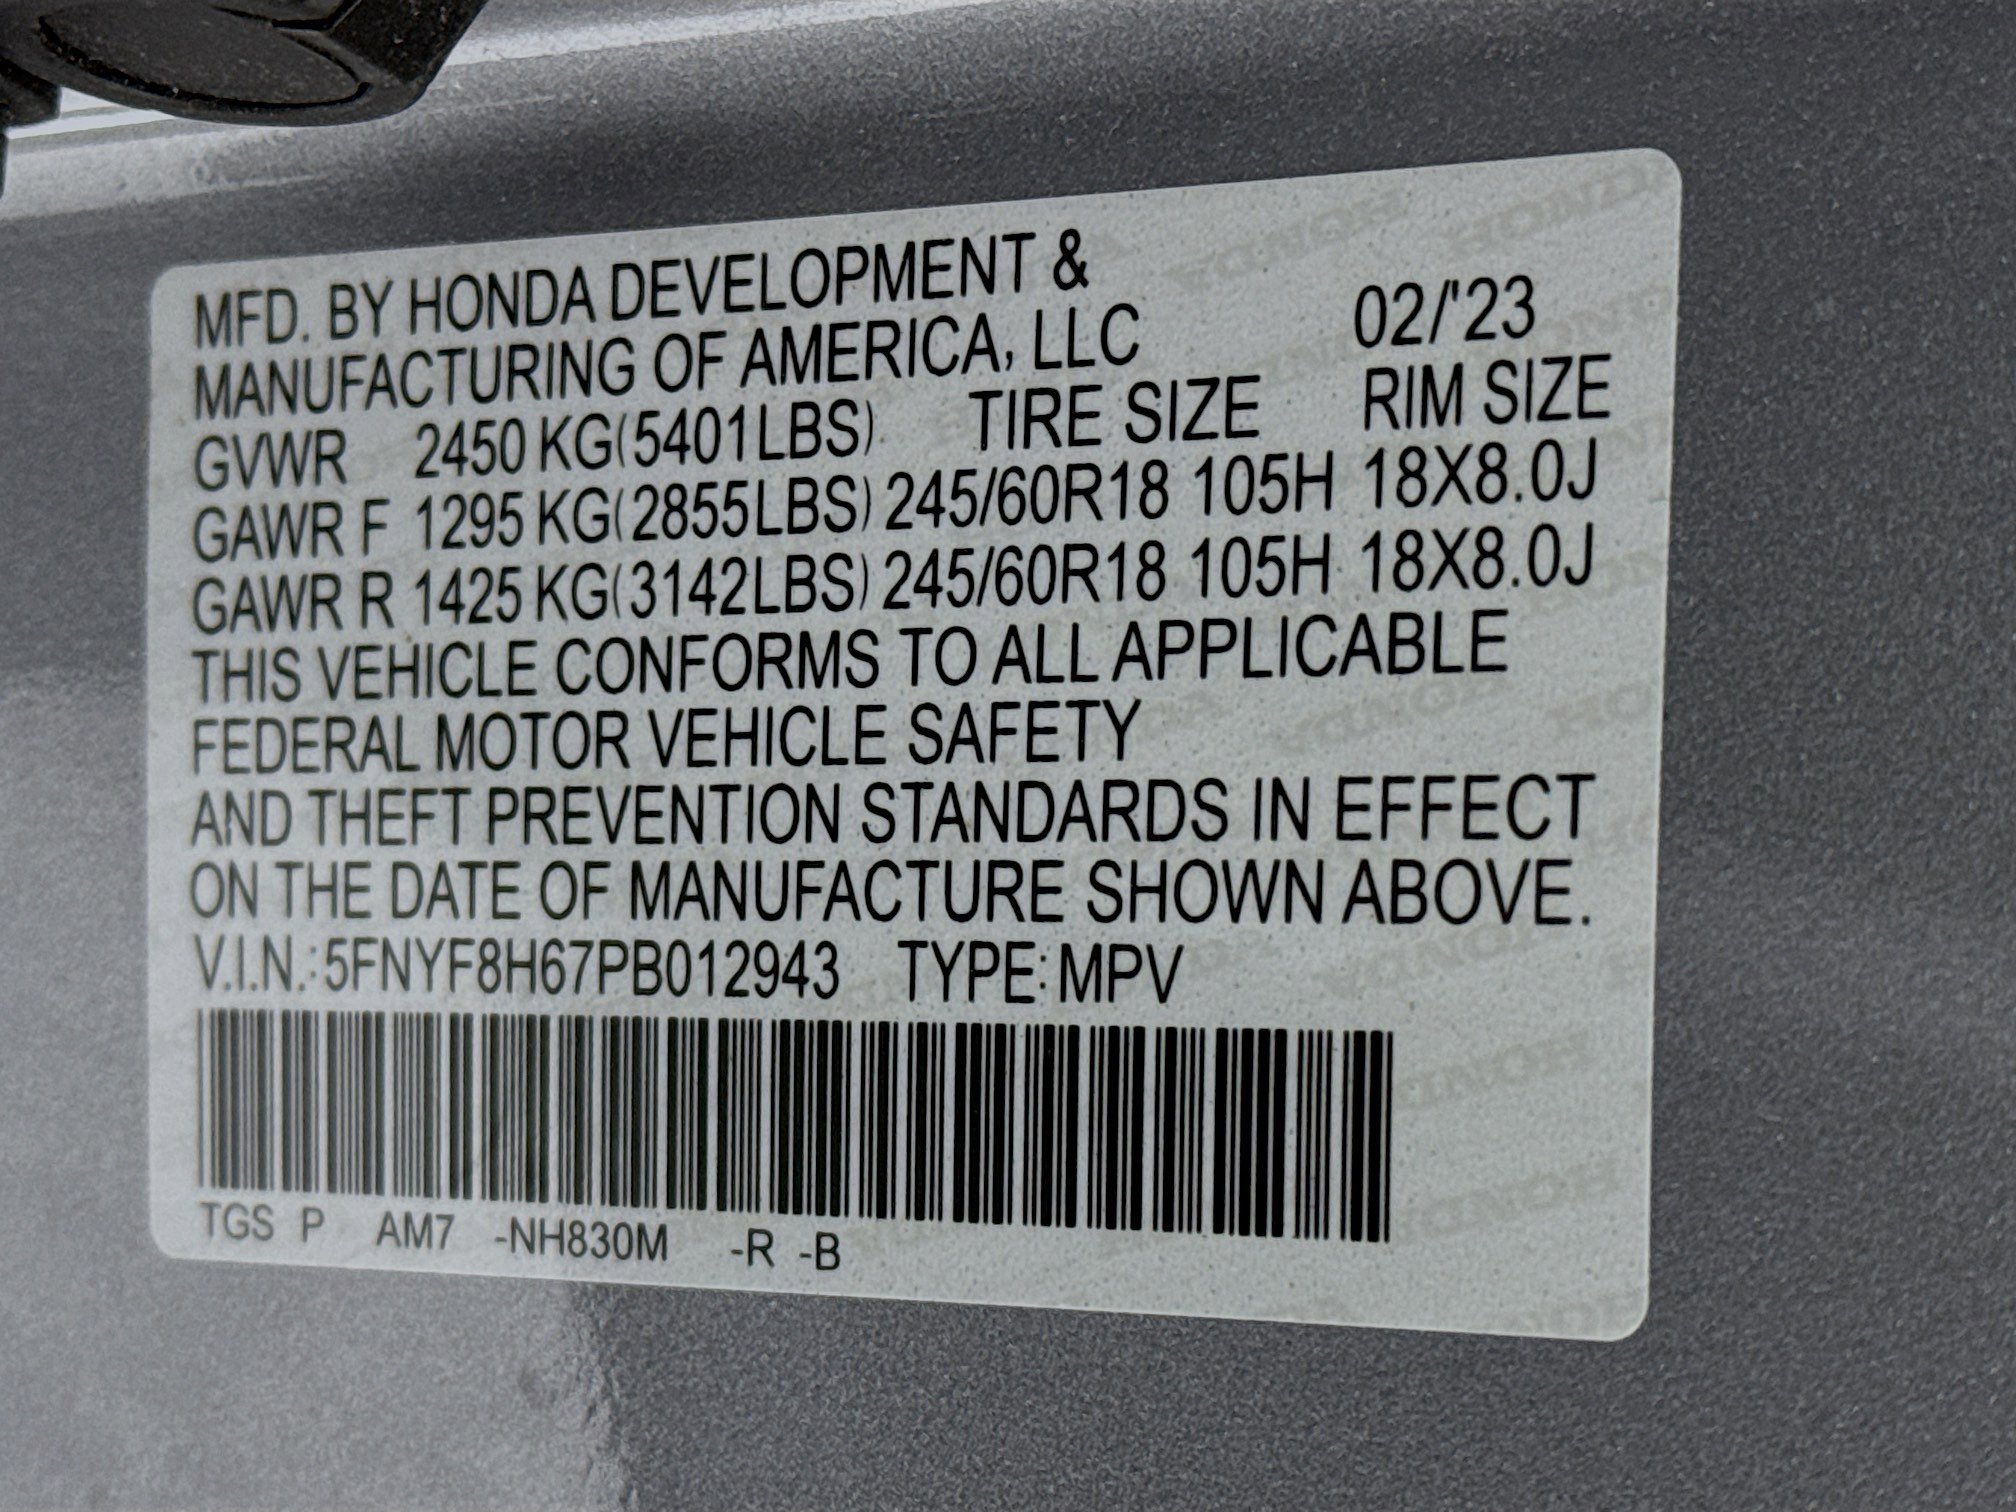 MFD. BY HONDA DEVELOPMENT &
MANUFACTURING OF AMERICA, LLC 02/'23
GVWR 2450 KG(5401LBS) TIRE SIZE RIM SIZE
GAWR F 1295 KG(2855LBS) 245/60R18 105H 18X8.0J
GAWR R 1425 KG(3142LBS) 245/60R18 105H 18X8.0J
THIS VEHICLE CONFORMS TO ALL APPLICABLE
FEDERAL MOTOR VEHICLE SAFETY
AND THEFT PREVENTION STANDARDS IN EFFECT
ON THE DATE OF MANUFACTURE SHOWN ABOVE.
V.I.N.: 5FNYF8H67PB012943 TYPE: MPV
TGS P AM7 -NH830M -R -B